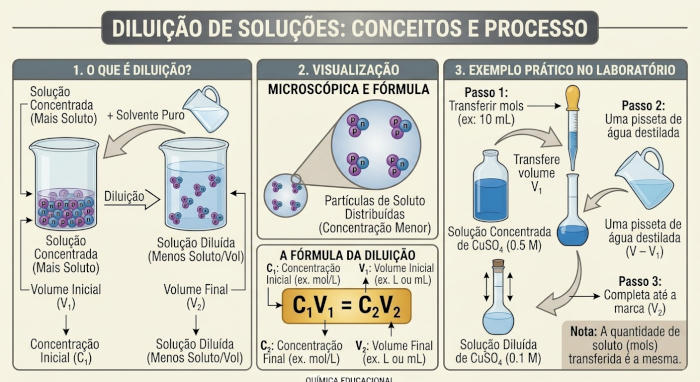 DILUIÇÃO DE SOLUÇÕES: CONCEITOS E PROCESSO
1. O QUE É DILUIÇÃO?
Solução
Concentrada
(Mais Soluto)
+ Solvente Puro
Diluição
Solução
Concentrada
(Mais Soluto)
Solução Diluída
(Menos Soluto/Vol)
Volume Inicial
(V₁)
Volume Final
(V₂)
Concentração
Inicial (C₁)
Solução Diluída
(Menos Soluto/Vol)
2. VISUALIZAÇÃO
MICROSCÓPICA E FÓRMULA
Partículas de Soluto
Distribuídas
(Concentração Menor)
A FÓRMULA DA DILUIÇÃO
C₁: Concentração
Inicial (ex. mol/L)
V₁: Volume Inicial
(ex. L ou mL)
C₁V₁ = C₂V₂
C₂: Concentração
Final (ex. mol/L)
V₂: Volume Final
(ex. L ou mL)
3. EXEMPLO PRÁTICO NO LABORATÓRIO
Passo 1:
Transferir mols
(ex: 10 mL)
Passo 2:
Uma pisseta de
água destilada
Transfere
volume
V₁
Solução Concentrada
de CuSO₄ (0.5 M)
Uma pisseta de
água destilada
(V – V₁)
Passo 3:
Completa até a
marca (V₂)
Solução Diluída
de CuSO₄ (0.1 M)
Nota: A quantidade de
soluto (mols)
transferida é a mesma.
QUÍMICA EDUCACIONAL